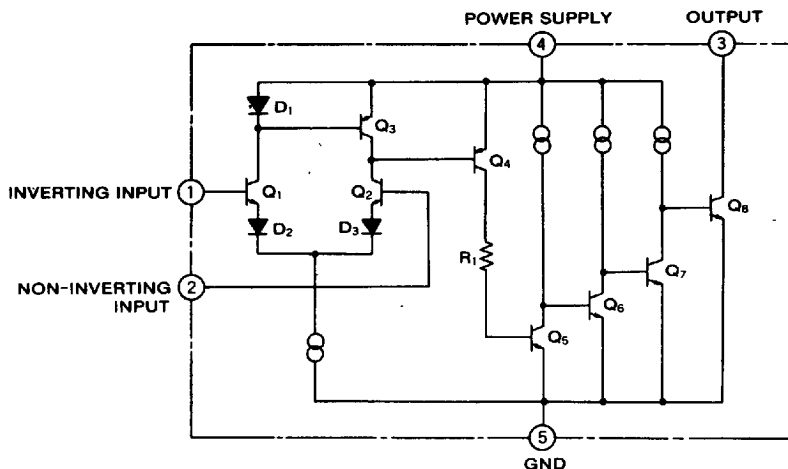 POWER SUPPLY
OUTPUT
4
3
D1
Q3
Q4
INVERTING INPUT
1
Q1
Q2
Q8
D2
D3
R1
Q7
NON-INVERTING
INPUT
2
Q6
Q5
5
GND